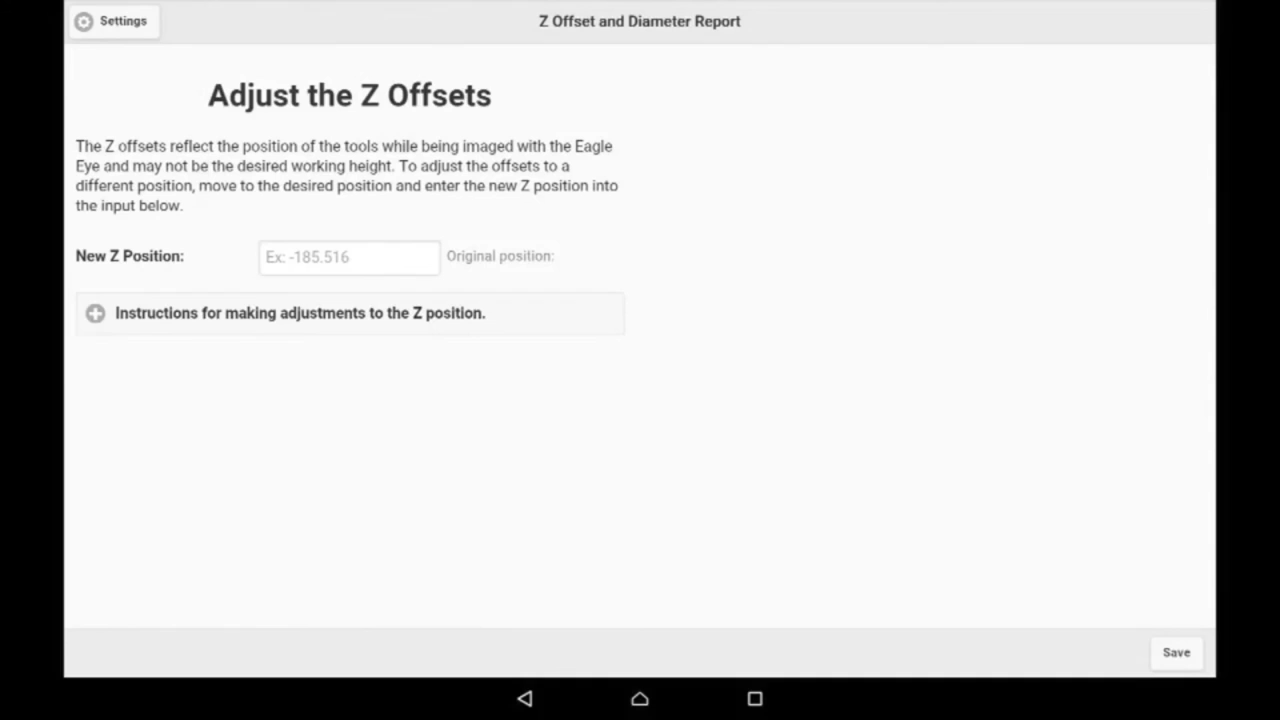 Settings
Z Offset and Diameter Report
Adjust the Z Offsets
The Z offsets reflect the position of the tools while being imaged with the Eagle
Eye and may not be the desired working height. To adjust the offsets to a
different position, move to the desired position and enter the new Z position into
the input below.
New Z Position: Ex: -185.516 Original position:
Instructions for making adjustments to the Z position.
Save